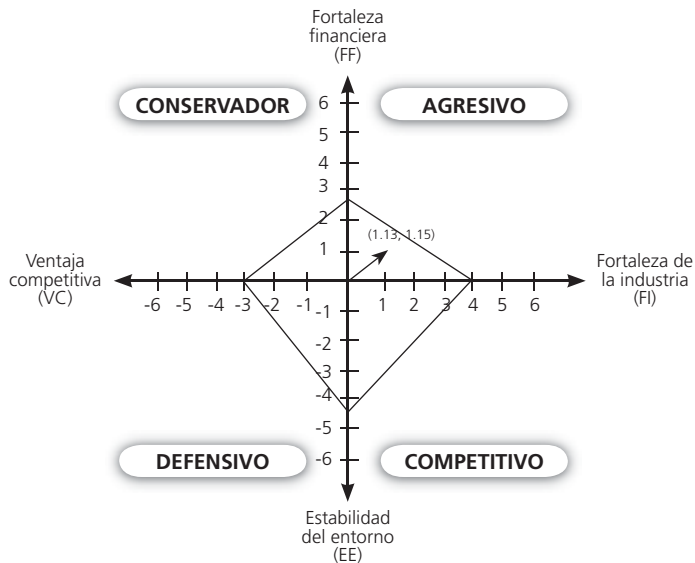 Fortaleza
financiera
(FF)
CONSERVADOR
AGRESIVO
6
5
4
3
2
1
(1.13, 1.15)
Ventaja
competitiva
(VC)
Fortaleza de
la industria
(FI)
-6 -5 -4 -3 -2 -1 1 2 3 4 5 6
-1
-2
-3
-4
-5
-6
DEFENSIVO
COMPETITIVO
Estabilidad
del entorno
(EE)